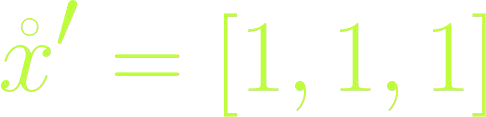 x̊′ = [1, 1, 1]